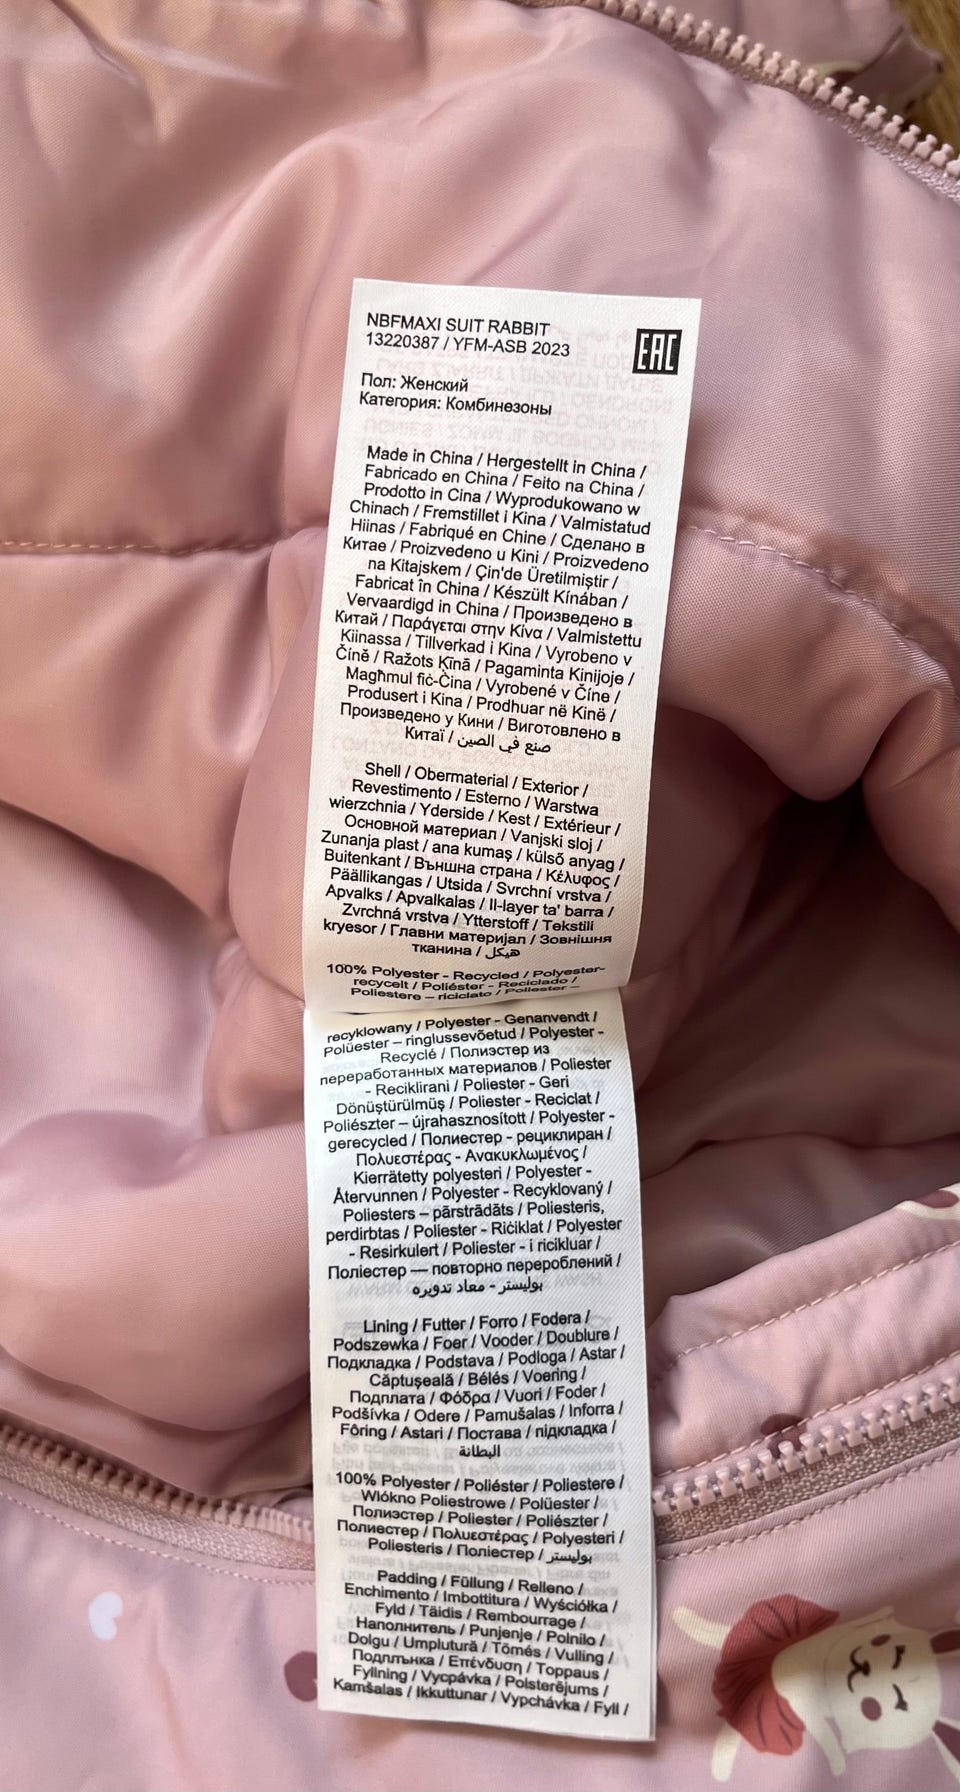 NBFMAXI SUIT RABBIT
13220387 / YFM-ASB 2023
EAC
Пол: Женский
Категория: Комбинезоны
Made in China / Hergestellt in China /
Fabricado en China / Feito na China /
Prodotto in Cina / Wyprodukowano w
Chinach / Fremstillet i Kina / Valmistatud
Hiinas / Fabriqué en Chine / Сделано в
Китае / Proizvedeno u Kini / Proizvedeno
na Kitajskem / Çin'de Üretilmiştir /
Fabricat în China / Készült Kínában /
Vervaardigd in China / Произведено в
Китай / Παράγεται στην Κίνα / Valmistettu
Kiinassa / Tillverkad i Kina / Vyrobeno v
Číně / Ražots Ķīnā / Pagaminta Kinijoje /
Magħmul fiċ-Ċina / Vyrobené v Číne /
Produsert i Kina / Prodhuar në Kinë /
Произведено у Кини / Виготовлено в
Китаї / صنع في الصين
Shell / Obermaterial / Exterior /
Revestimento / Esterno / Warstwa
wierzchnia / Yderside / Kest / Extérieur /
Основной материал / Vanjski sloj /
Zunanja plast / ana kumaş / külső anyag /
Buitenkant / Външна страна / Κέλυφος /
Päällikangas / Utsida / Svrchní vrstva /
Apvalks / Apvalkalas / Il-layer ta' barra /
Zvrchná vrstva / Ytterstoff / Tekstili
kryesor / Главни материјал / Зовнішня
тканина / هيكل
100% Polyester - Recycled / Polyester-
recycelt / Poliéster - Reciclado /
Poliestere – riciclato / Poliester –
recyklowany / Polyester - Genanvendt /
Polüester – ringlussevõetud / Polyester -
Recyclé / Полиэстер из
переработанных материалов / Poliester
- Reciklirani / Poliester - Geri
Dönüştürülmüş / Poliester - Reciclat /
Poliészter – újrahasznosított / Polyester -
gerecycled / Полиестер - рециклиран /
Πολυεστέρας - Ανακυκλωμένος /
Kierrätetty polyesteri / Polyester -
Återvunnen / Polyester - Recyklovaný /
Poliesters – pārstrādāts / Poliesteris,
perdirbtas / Poliester - Riċiklat / Polyester
- Resirkulert / Poliester - i ricikluar /
Поліестер — повторно перероблений /
بوليستر - معاد تدويره
Lining / Futter / Forro / Fodera /
Podszewka / Foer / Vooder / Doublure /
Подкладка / Podstava / Podloga / Astar /
Căptușeală / Bélés / Voering /
Подплата / Φόδρα / Vuori / Foder /
Podšívka / Odere / Pamušalas / Inforra /
Fôring / Astari / Постава / підкладка /
البطانة
100% Polyester / Poliéster / Poliestere /
Włókno Poliestrowe / Polüester /
Полиэстер / Poliester / Poliészter /
Полиестер / Πολυεστέρας / Polyesteri /
Poliesteris / Поліестер / بوليستر
Padding / Füllung / Relleno /
Enchimento / Imbottitura / Wyściółka /
Fyld / Täidis / Rembourrage /
Наполнитель / Punjenje / Polnilo /
Dolgu / Umplutură / Tömés / Vulling /
Подплънка / Επένδυση / Toppaus /
Fyllning / Vycpávka / Polsterējums /
Kamšalas / Ikkuttunar / Vypchávka / Fyll /